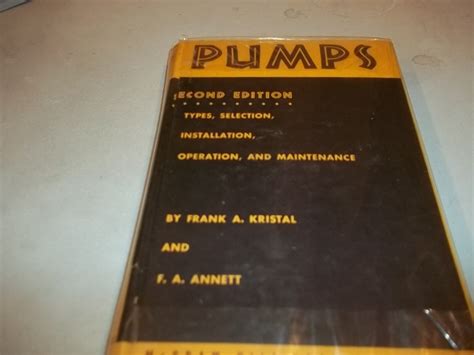 PUMPS
ECOND EDITION
TYPES, SELECTION,
INSTALLATION,
OPERATION, AND MAINTENANCE
BY FRANK A. KRISTAL
AND
F. A. ANNETT